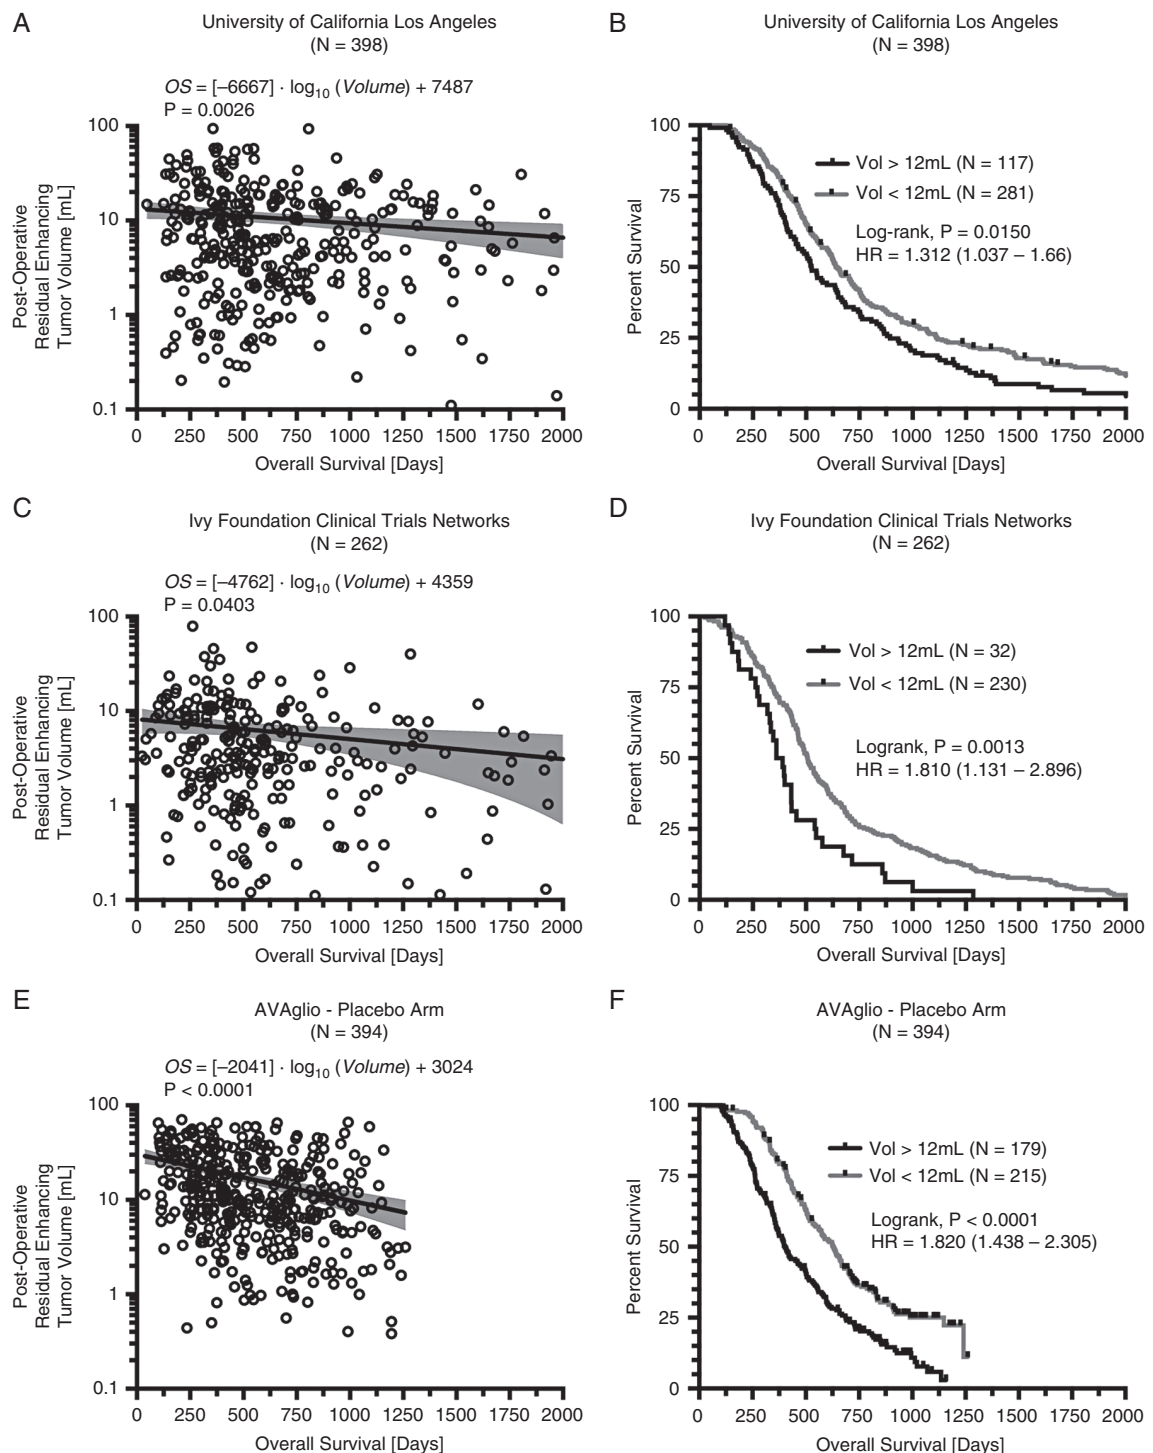 A
University of California Los Angeles
(N = 398)
OS = [–6667] · log10 (Volume) + 7487
P = 0.0026
Post-Operative
Residual Enhancing
Tumor Volume [mL]
100
10
1
0.1
0 250 500 750 1000 1250 1500 1750 2000
Overall Survival [Days]
B
University of California Los Angeles
(N = 398)
Vol > 12mL (N = 117)
Vol < 12mL (N = 281)
Log-rank, P = 0.0150
HR = 1.312 (1.037 – 1.66)
Percent Survival
100
75
50
25
0
0 250 500 750 1000 1250 1500 1750 2000
Overall Survival [Days]
C
Ivy Foundation Clinical Trials Networks
(N = 262)
OS = [–4762] · log10 (Volume) + 4359
P = 0.0403
Post-Operative
Residual Enhancing
Tumor Volume [mL]
100
10
1
0.1
0 250 500 750 1000 1250 1500 1750 2000
Overall Survival [Days]
D
Ivy Foundation Clinical Trials Networks
(N = 262)
Vol > 12mL (N = 32)
Vol < 12mL (N = 230)
Logrank, P = 0.0013
HR = 1.810 (1.131 – 2.896)
Percent Survival
100
75
50
25
0
0 250 500 750 1000 1250 1500 1750 2000
Overall Survival [Days]
E
AVAglio - Placebo Arm
(N = 394)
OS = [–2041] · log10 (Volume) + 3024
P < 0.0001
Post-Operative
Residual Enhancing
Tumor Volume [mL]
100
10
1
0.1
0 250 500 750 1000 1250 1500 1750 2000
Overall Survival [Days]
F
AVAglio - Placebo Arm
(N = 394)
Vol > 12mL (N = 179)
Vol < 12mL (N = 215)
Logrank, P < 0.0001
HR = 1.820 (1.438 – 2.305)
Percent Survival
100
75
50
25
0
0 250 500 750 1000 1250 1500 1750 2000
Overall Survival [Days]